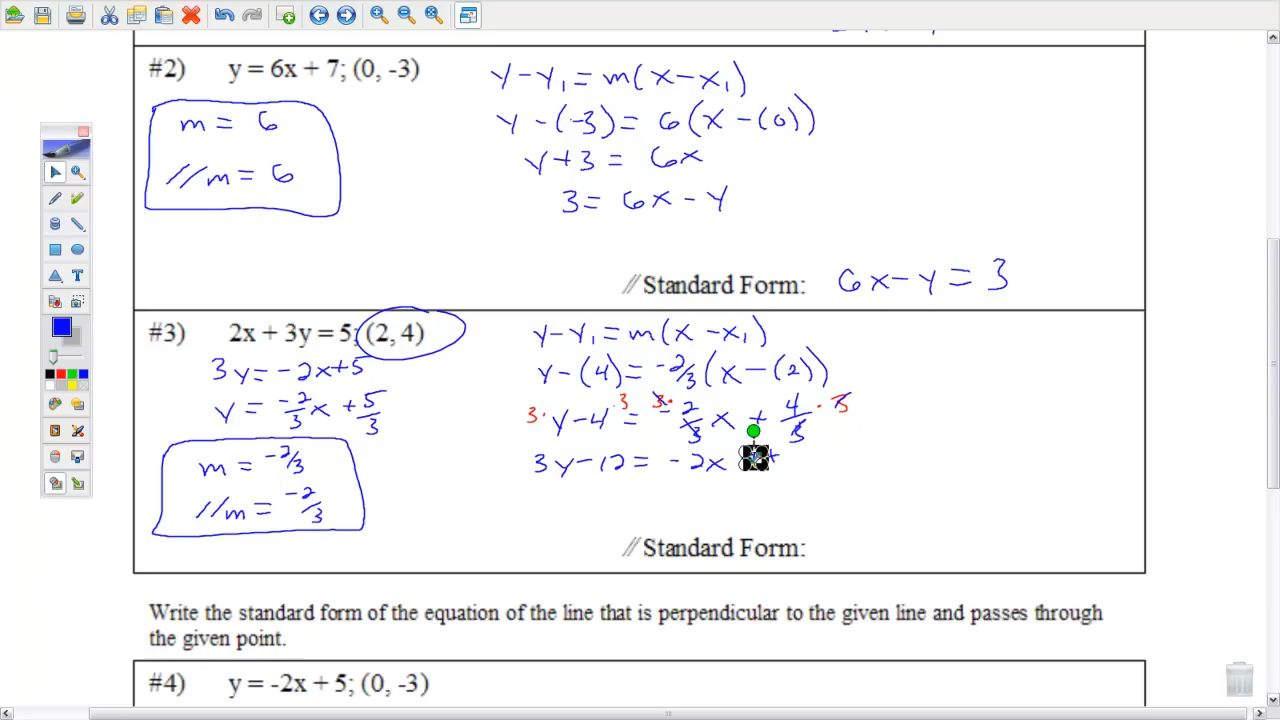 #2) y = 6x + 7; (0, -3)
y - y₁ = m(x - x₁)
m = 6
y - (-3) = 6(x - (0))
//m = 6
y + 3 = 6x
3 = 6x - y
// Standard Form: 6x - y = 3
#3) 2x + 3y = 5; (2, 4)
y - y₁ = m(x - x₁)
3y = -2x + 5
y - (4) = -2/3(x - (2))
y = -2/3 x + 5/3
3 · y - 4 · 3 = 3 · -2/3 x + 4/3 · 3
m = -2/3
3y - 12 = -2x +
//m = -2/3
// Standard Form:
Write the standard form of the equation of the line that is perpendicular to the given line and passes through
the given point.
#4) y = -2x + 5; (0, -3)
T